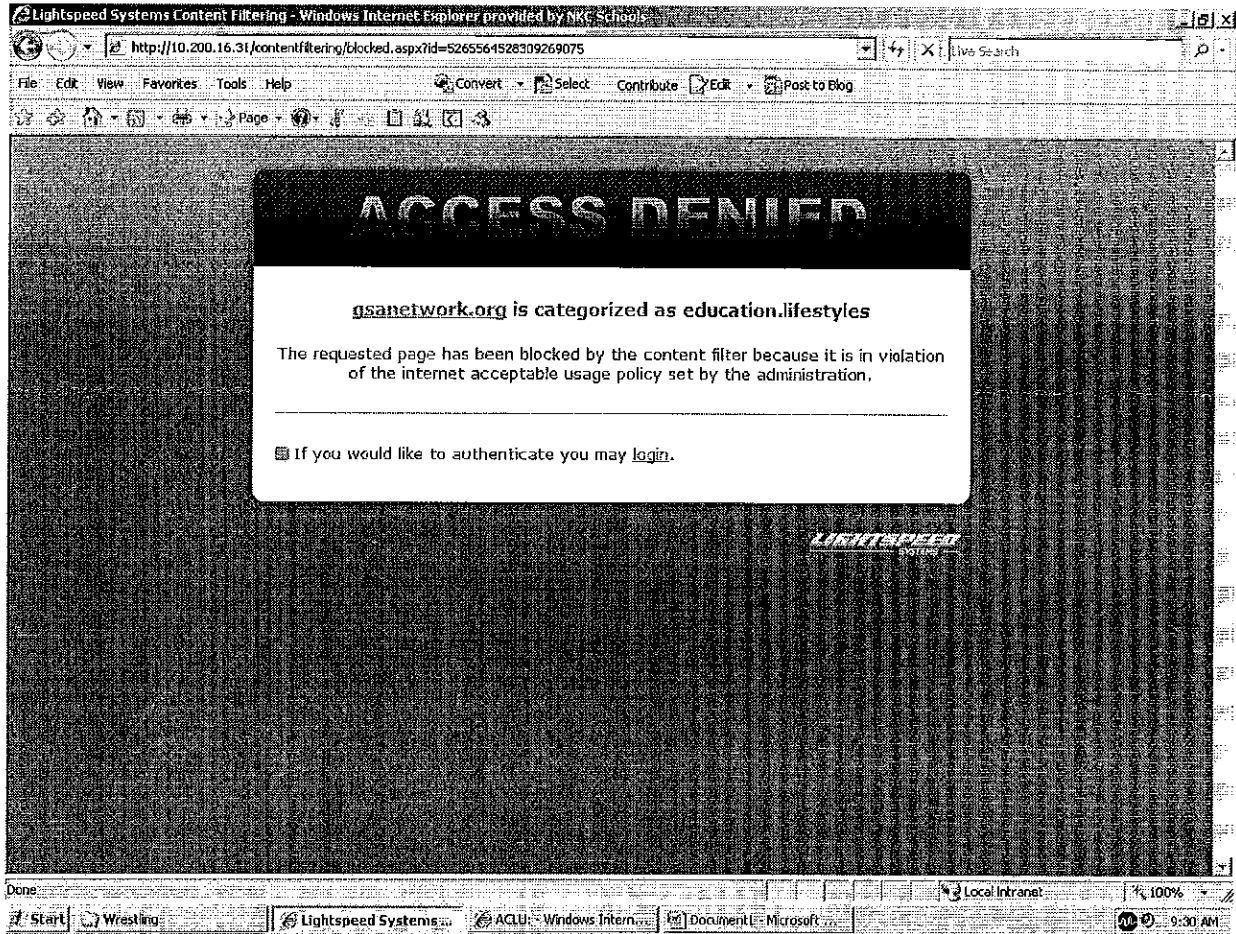 Lightspeed Systems Content Filtering - Windows Internet Explorer provided by NKC Schools
http://10.200.16.31/contentfiltering/blocked.aspx?id=5265564528309269075
Live Search
File Edit View Favorites Tools Help
Convert Select Contribute Edit Post to Blog
Page
ACCESS DENIED
gsanetwork.org is categorized as education.lifestyles
The requested page has been blocked by the content filter because it is in violation
of the internet acceptable usage policy set by the administration.
If you would like to authenticate you may login.
LIGHTSPEED
SYSTEMS
Done
Local intranet
100%
Start
Wrestling
Lightspeed Systems...
ACLU: - Windows Intern...
Document1 - Microsoft ...
9:30 AM